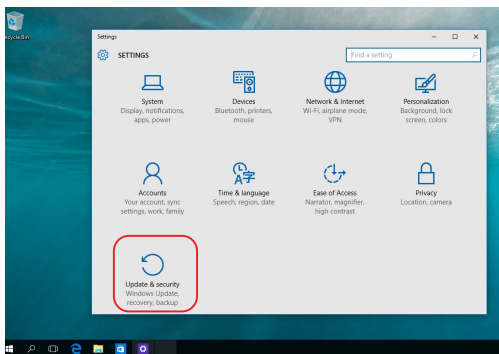 Recycle Bin
Settings
SETTINGS
Find a setting
System
Display, notifications,
apps, power
Devices
Bluetooth, printers,
mouse
Network & Internet
Wi-Fi, airplane mode,
VPN
Personalization
Background, lock
screen, colors
Accounts
Your account, sync
settings, work, family
Time & language
Speech, region, date
Ease of Access
Narrator, magnifier,
high contrast
Privacy
Location, camera
Update & security
Windows Update,
recovery, backup